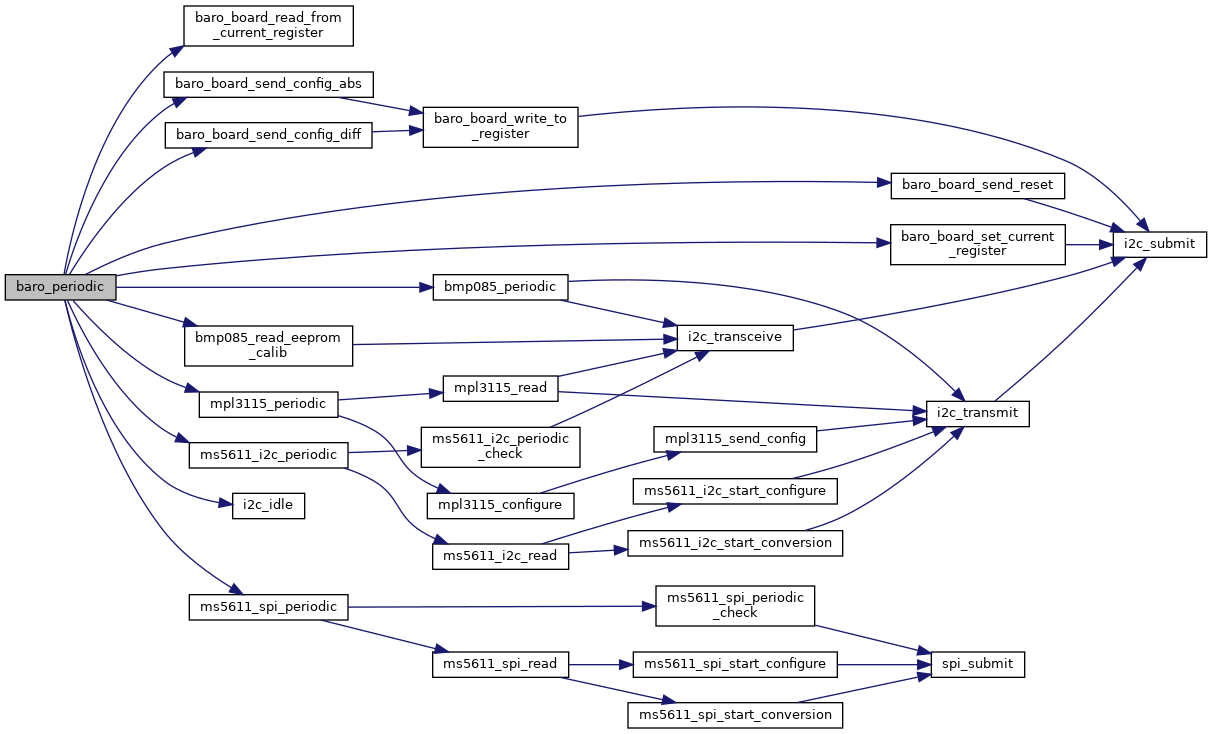 baro_board_read_from
_current_register
baro_board_send_config_abs
baro_board_write_to
_register
baro_board_send_config_diff
baro_board_send_reset
baro_board_set_current
_register
i2c_submit
baro_periodic
bmp085_periodic
bmp085_read_eeprom
_calib
i2c_transceive
mpl3115_read
mpl3115_periodic
i2c_transmit
ms5611_i2c_periodic
_check
mpl3115_send_config
ms5611_i2c_periodic
ms5611_i2c_start_configure
i2c_idle
mpl3115_configure
ms5611_i2c_start_conversion
ms5611_i2c_read
ms5611_spi_periodic
ms5611_spi_periodic
_check
ms5611_spi_read
ms5611_spi_start_configure
spi_submit
ms5611_spi_start_conversion